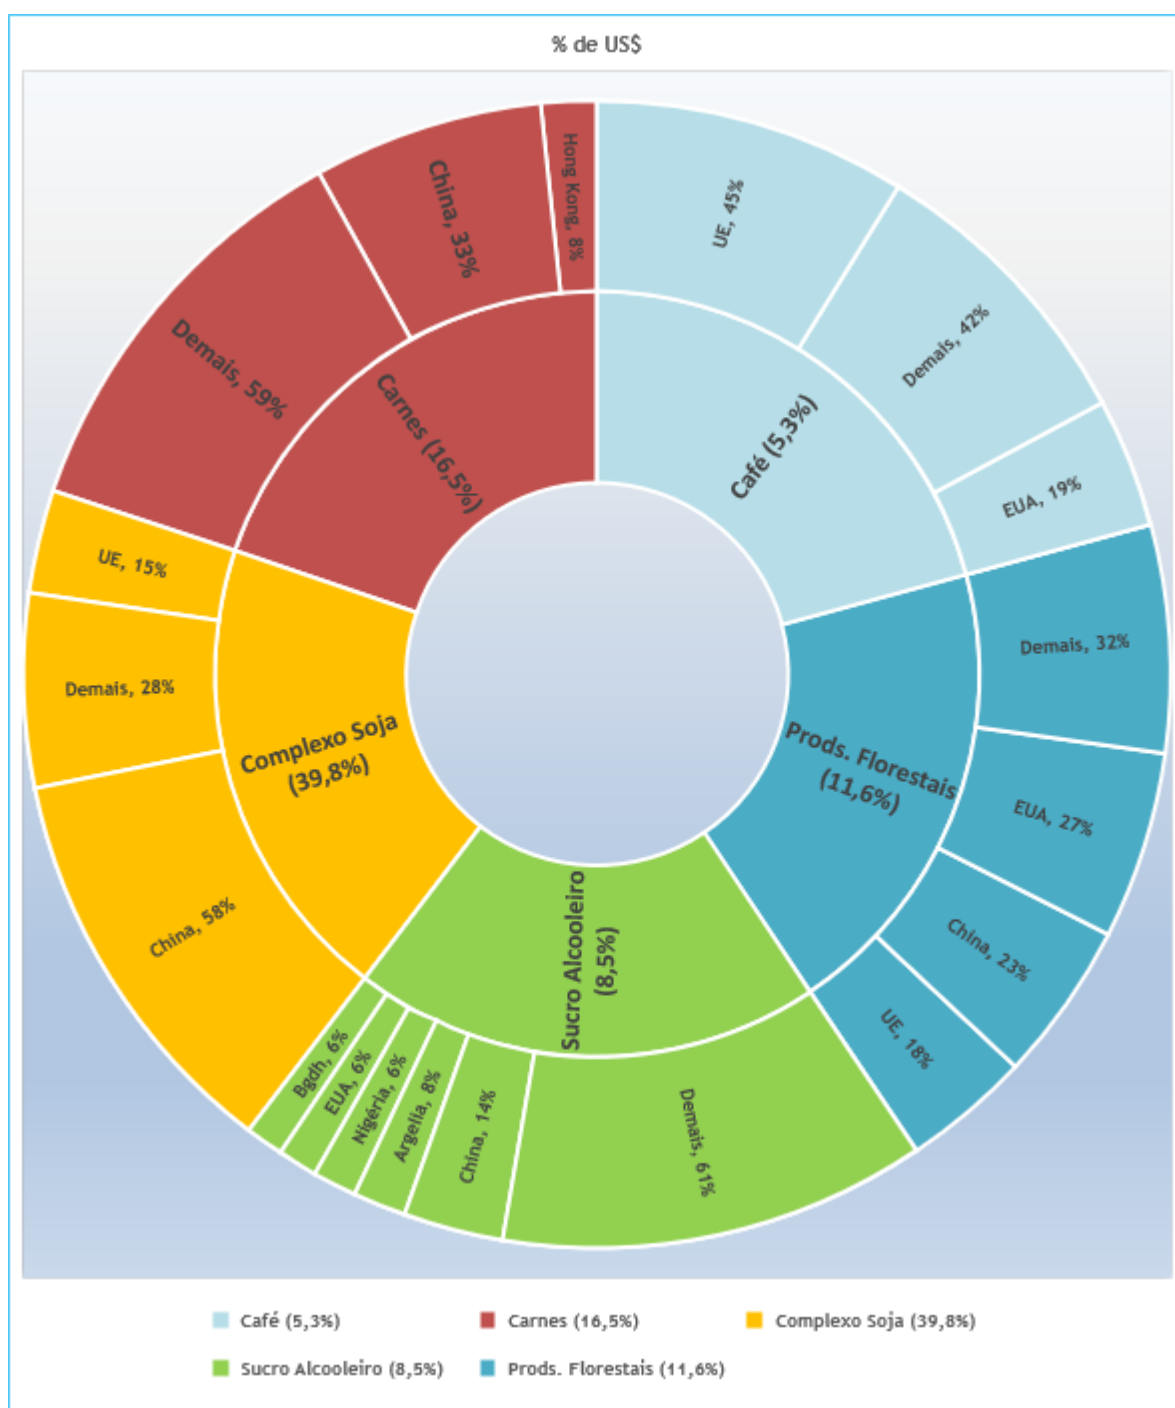 % de US$
Hong Kong, 8%
China, 33%
Demais, 59%
Carnes (16,5%)
UE, 45%
Demais, 42%
EUA, 19%
Café (5,3%)
Demais, 32%
EUA, 27%
China, 23%
UE, 18%
Prods. Florestais
(11,6%)
UE, 15%
Demais, 28%
China, 58%
Complexo Soja
(39,8%)
Sucro Alcooleiro
(8,5%)
Bgdh, 6%
EUA, 6%
Nigéria, 6%
Argelia, 8%
China, 14%
Demais, 61%
Café (5,3%)
Carnes (16,5%)
Complexo Soja (39,8%)
Sucro Alcooleiro (8,5%)
Prods. Florestais (11,6%)